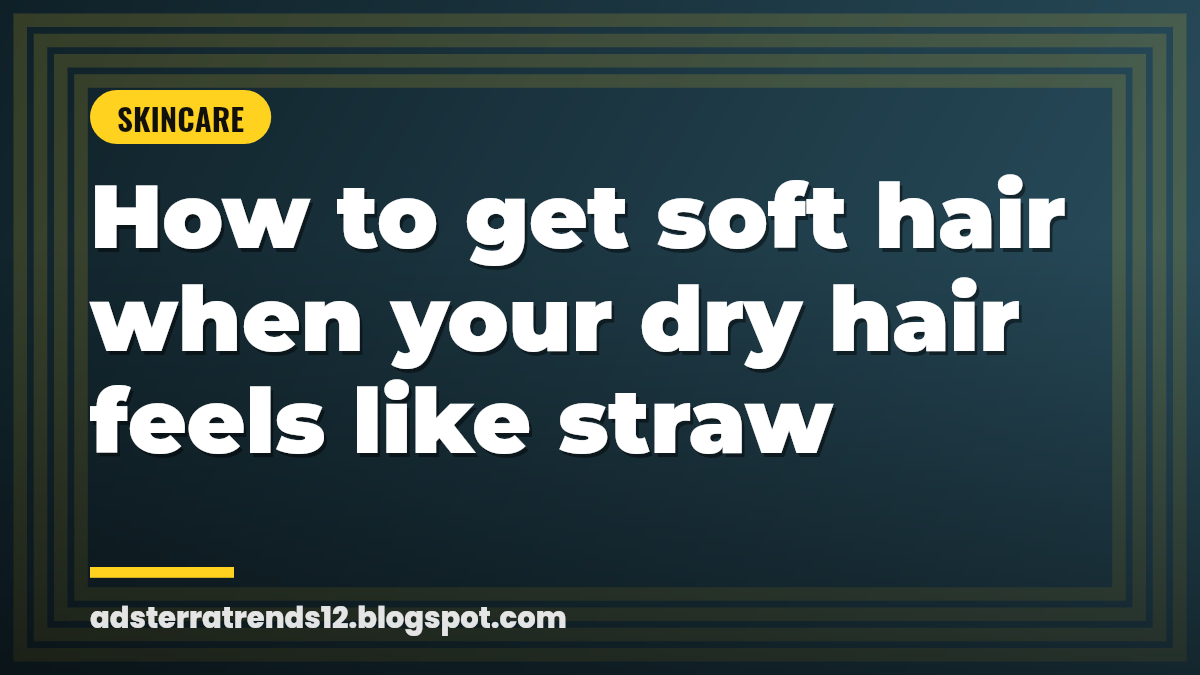 SKINCARE
How to get soft hair
when your dry hair
feels like straw
adsterratrends12.blogspot.com